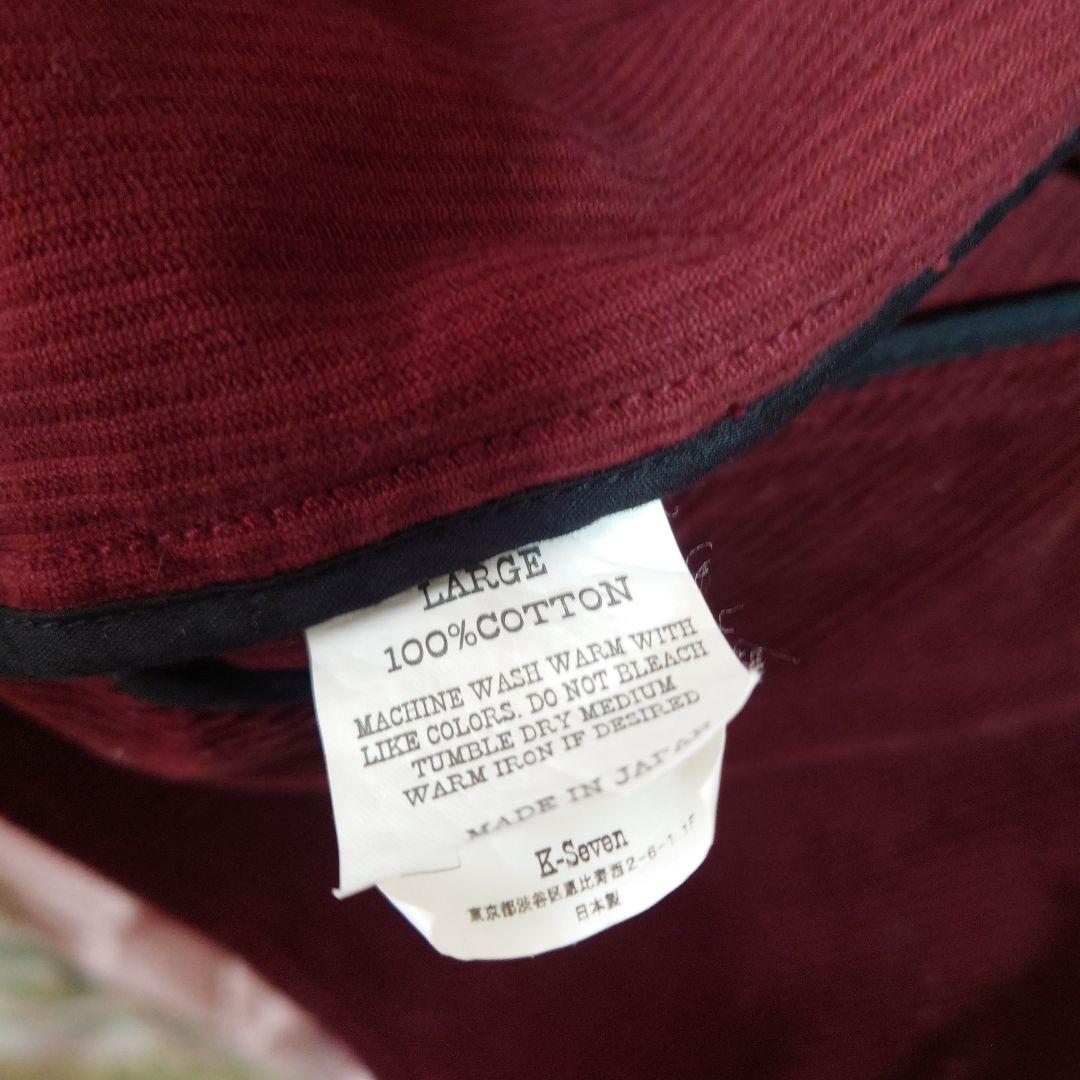 LARGE
100%COTTON
MACHINE WASH WARM WITH
LIKE COLORS. DO NOT BLEACH
TUMBLE DRY MEDIUM
WARM IRON IF DESIRED
MADE IN JAPAN
K-Seven
東京都渋谷区恵比寿西2-6-1 1F
日本製